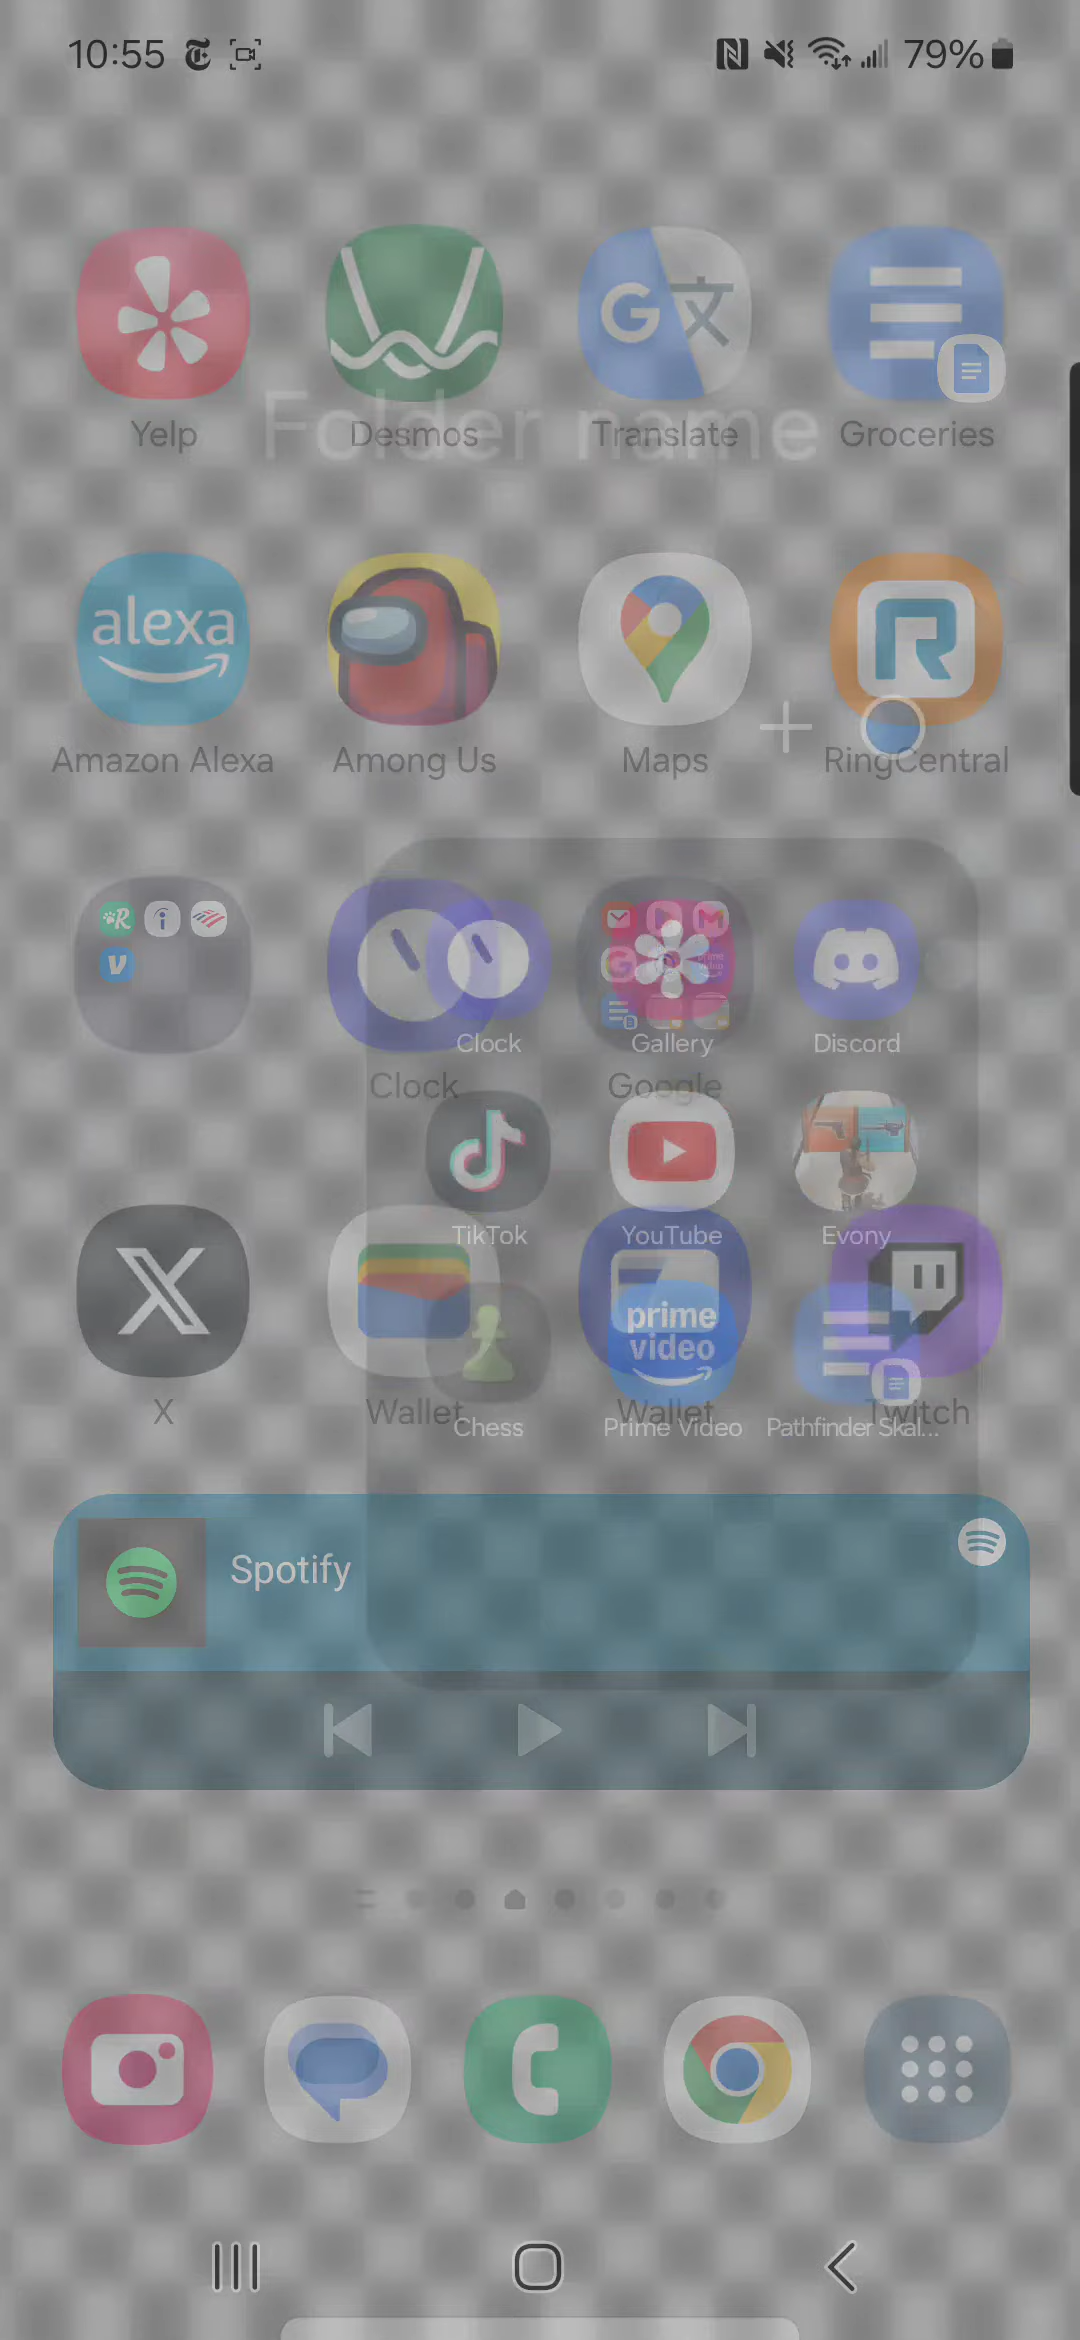 10:55
79%
Yelp
Desmos
Translate
Groceries
Folder name
alexa
Amazon Alexa
Among Us
Maps
RingCentral
Clock
Gallery
Discord
Clock
Google
TikTok
YouTube
Evony
prime video
X
Wallet
Wallet
Twitch
Chess
Prime Video
Pathfinder Skal...
Spotify